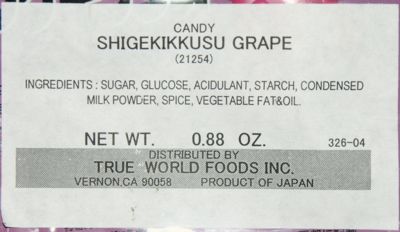 CANDY
SHIGEKIKKUSU GRAPE
(21254)
INGREDIENTS : SUGAR, GLUCOSE, ACIDULANT, STARCH, CONDENSED
MILK POWDER, SPICE, VEGETABLE FAT&OIL.
NET WT. 0.88 OZ. 326-04
DISTRIBUTED BY
TRUE WORLD FOODS INC.
VERNON,CA 90058 PRODUCT OF JAPAN